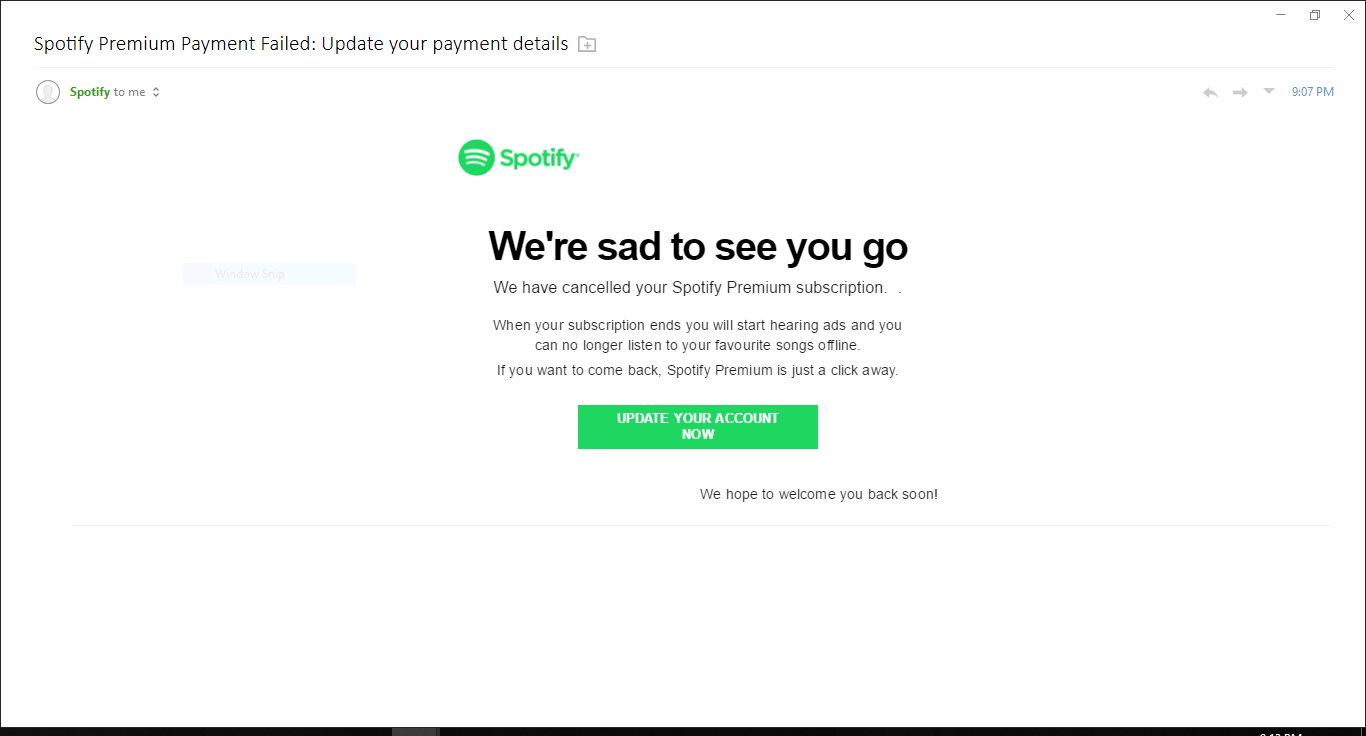 Spotify Premium Payment Failed: Update your payment details
Spotify to me
9:07 PM
Spotify
We're sad to see you go
We have cancelled your Spotify Premium subscription. .
Window Snip
When your subscription ends you will start hearing ads and you
can no longer listen to your favourite songs offline.
If you want to come back, Spotify Premium is just a click away.
UPDATE YOUR ACCOUNT
NOW
We hope to welcome you back soon!